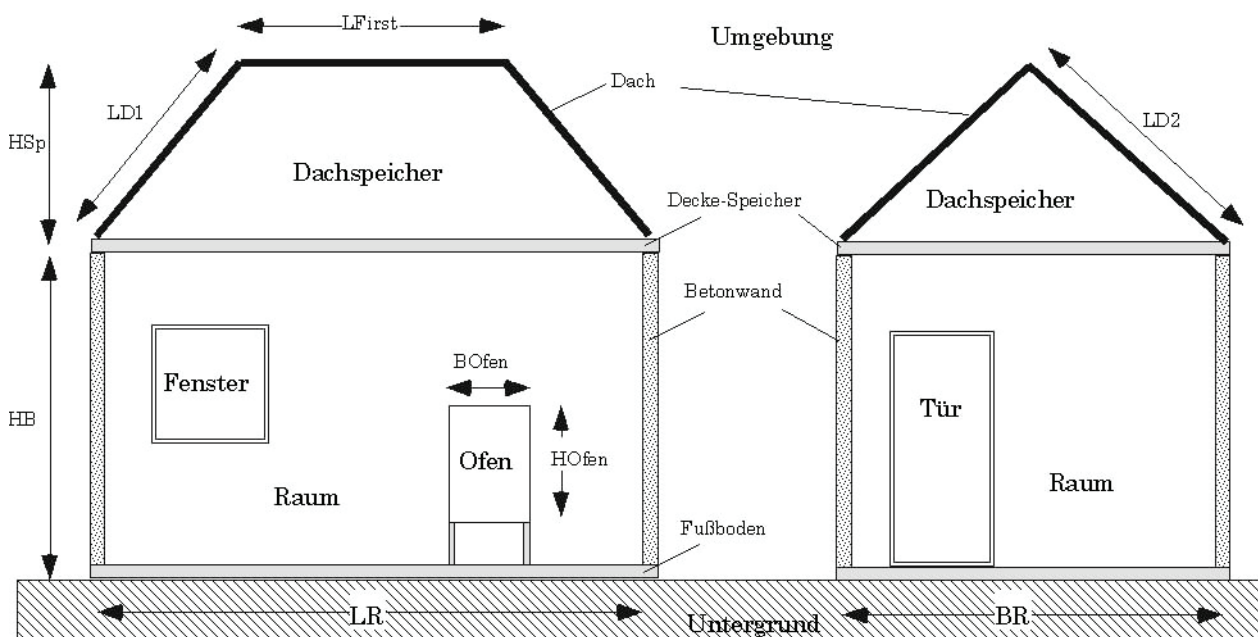 LFirst
Umgebung
LD1
Dach
LD2
HSp
Dachspeicher
Decke-Speicher
Dachspeicher
Betonwand
BOfen
Fenster
Tür
HB
Ofen
HOfen
Raum
Raum
Fußboden
LR
Untergrund
BR